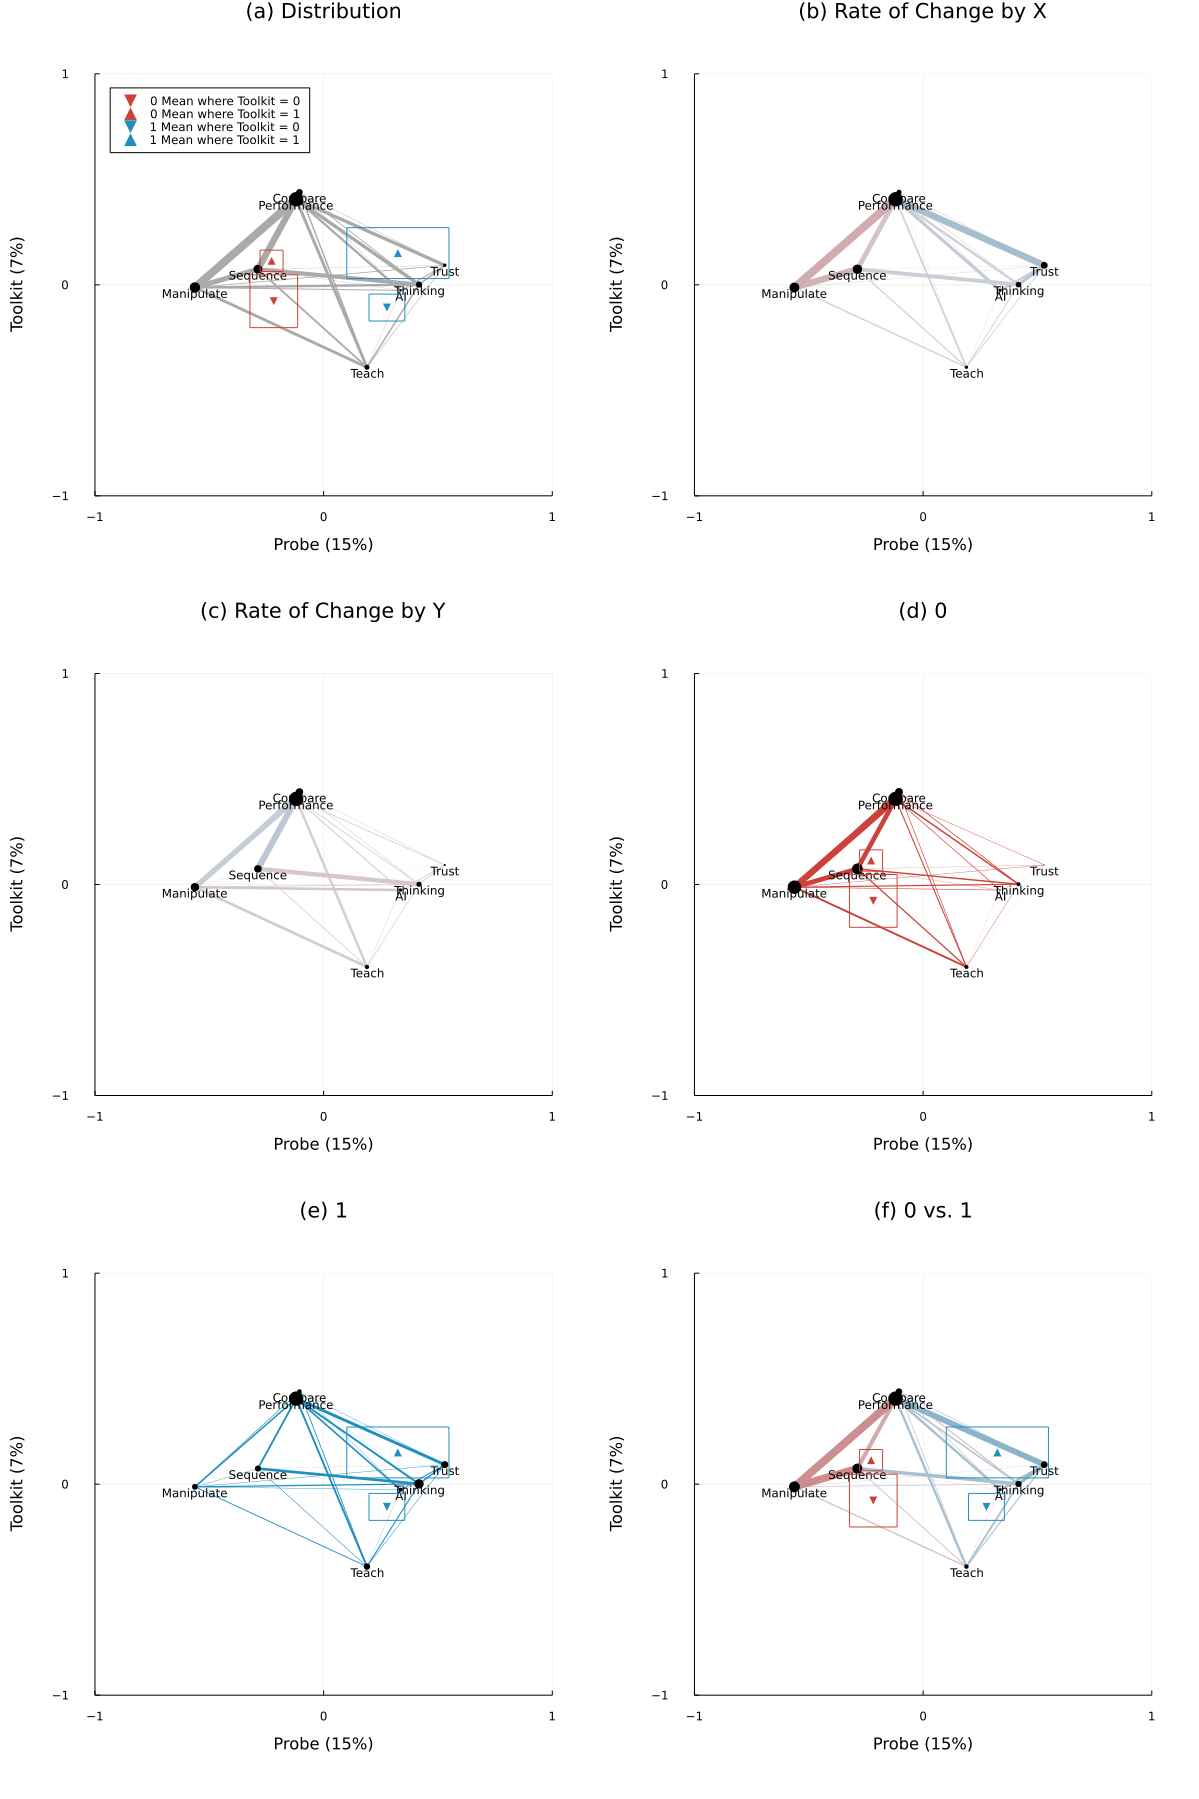 (a) Distribution
1
0 Mean where Toolkit = 0
0 Mean where Toolkit = 1
1 Mean where Toolkit = 0
1 Mean where Toolkit = 1
Compare
Performance
Trust
Sequence
Thinking
Manipulate
AI
Teach
Toolkit (7%)
0
−1
−1
0
1
Probe (15%)
(b) Rate of Change by X
1
Compare
Performance
Trust
Sequence
Thinking
Manipulate
AI
Teach
Toolkit (7%)
0
−1
−1
0
1
Probe (15%)
(c) Rate of Change by Y
1
Compare
Performance
Trust
Sequence
Thinking
Manipulate
AI
Teach
Toolkit (7%)
0
−1
−1
0
1
Probe (15%)
(d) 0
1
Compare
Performance
Trust
Sequence
Thinking
Manipulate
AI
Teach
Toolkit (7%)
0
−1
−1
0
1
Probe (15%)
(e) 1
1
Compare
Performance
Trust
Sequence
Thinking
Manipulate
AI
Teach
Toolkit (7%)
0
−1
−1
0
1
Probe (15%)
(f) 0 vs. 1
1
Compare
Performance
Trust
Sequence
Thinking
Manipulate
AI
Teach
Toolkit (7%)
0
−1
−1
0
1
Probe (15%)